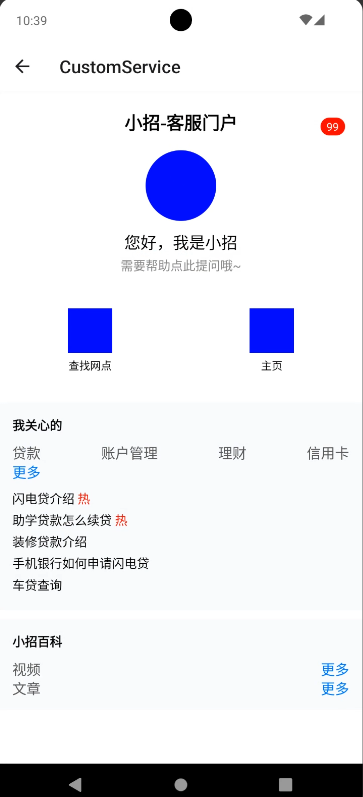 10:39
CustomService
小招-客服门户
99
您好，我是小招
需要帮助点此提问哦~
查找网点 主页
我关心的
贷款 账户管理 理财 信用卡
更多
闪电贷介绍 热
助学贷款怎么续贷 热
装修贷款介绍
手机银行如何申请闪电贷
车贷查询
小招百科
视频 更多
文章 更多